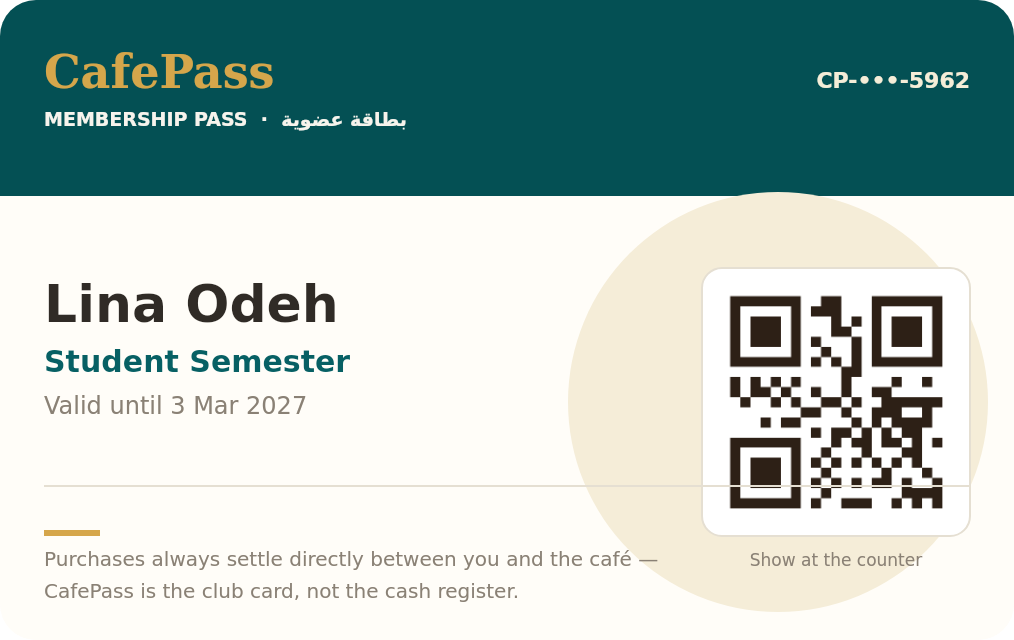 CafePass
CP-•••-5962
MEMBERSHIP PASS · بطاقة عضوية
Lina Odeh
Student Semester
Valid until 3 Mar 2027
Purchases always settle directly between you and the café —
CafePass is the club card, not the cash register.
Show at the counter